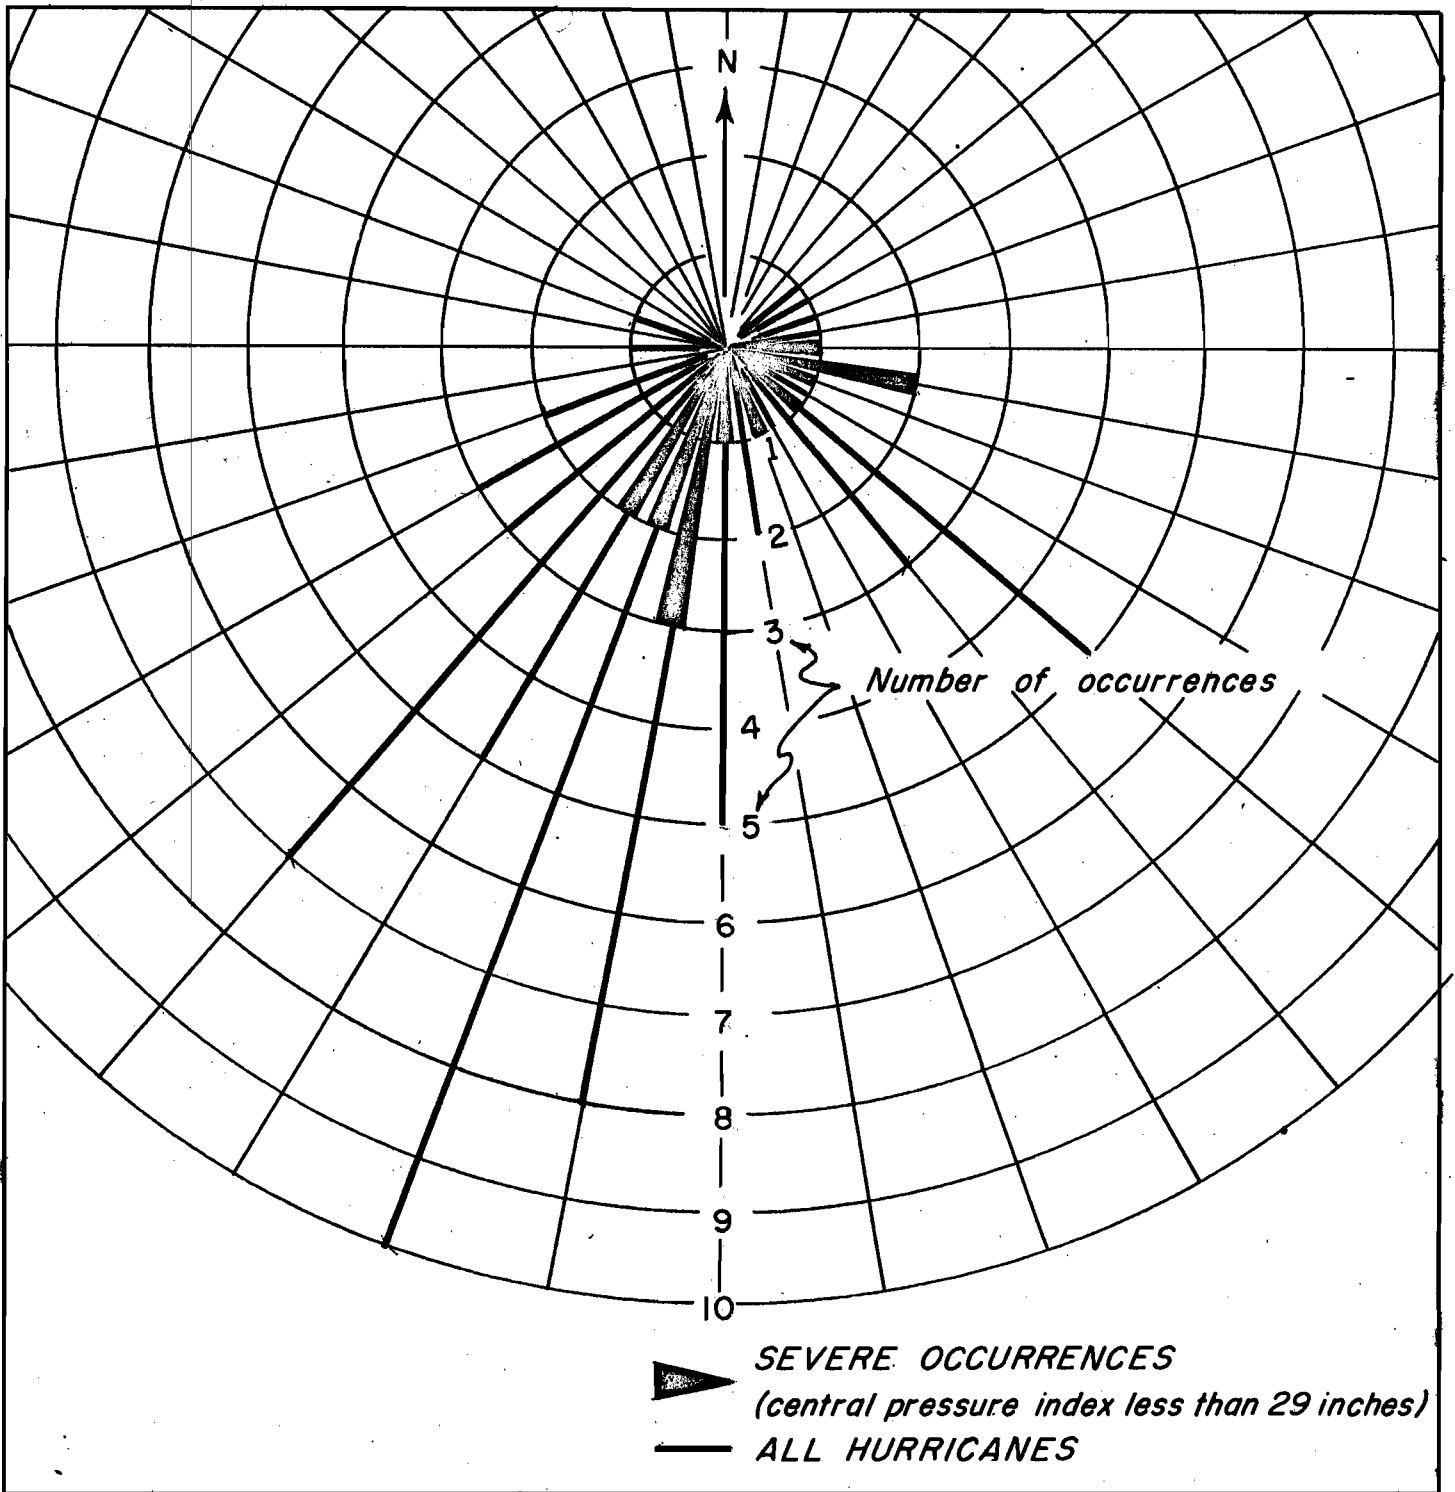 N
1
2
3
Number of occurrences
4
5
6
7
8
9
10
SEVERE OCCURRENCES
(central pressure index less than 29 inches)
ALL HURRICANES